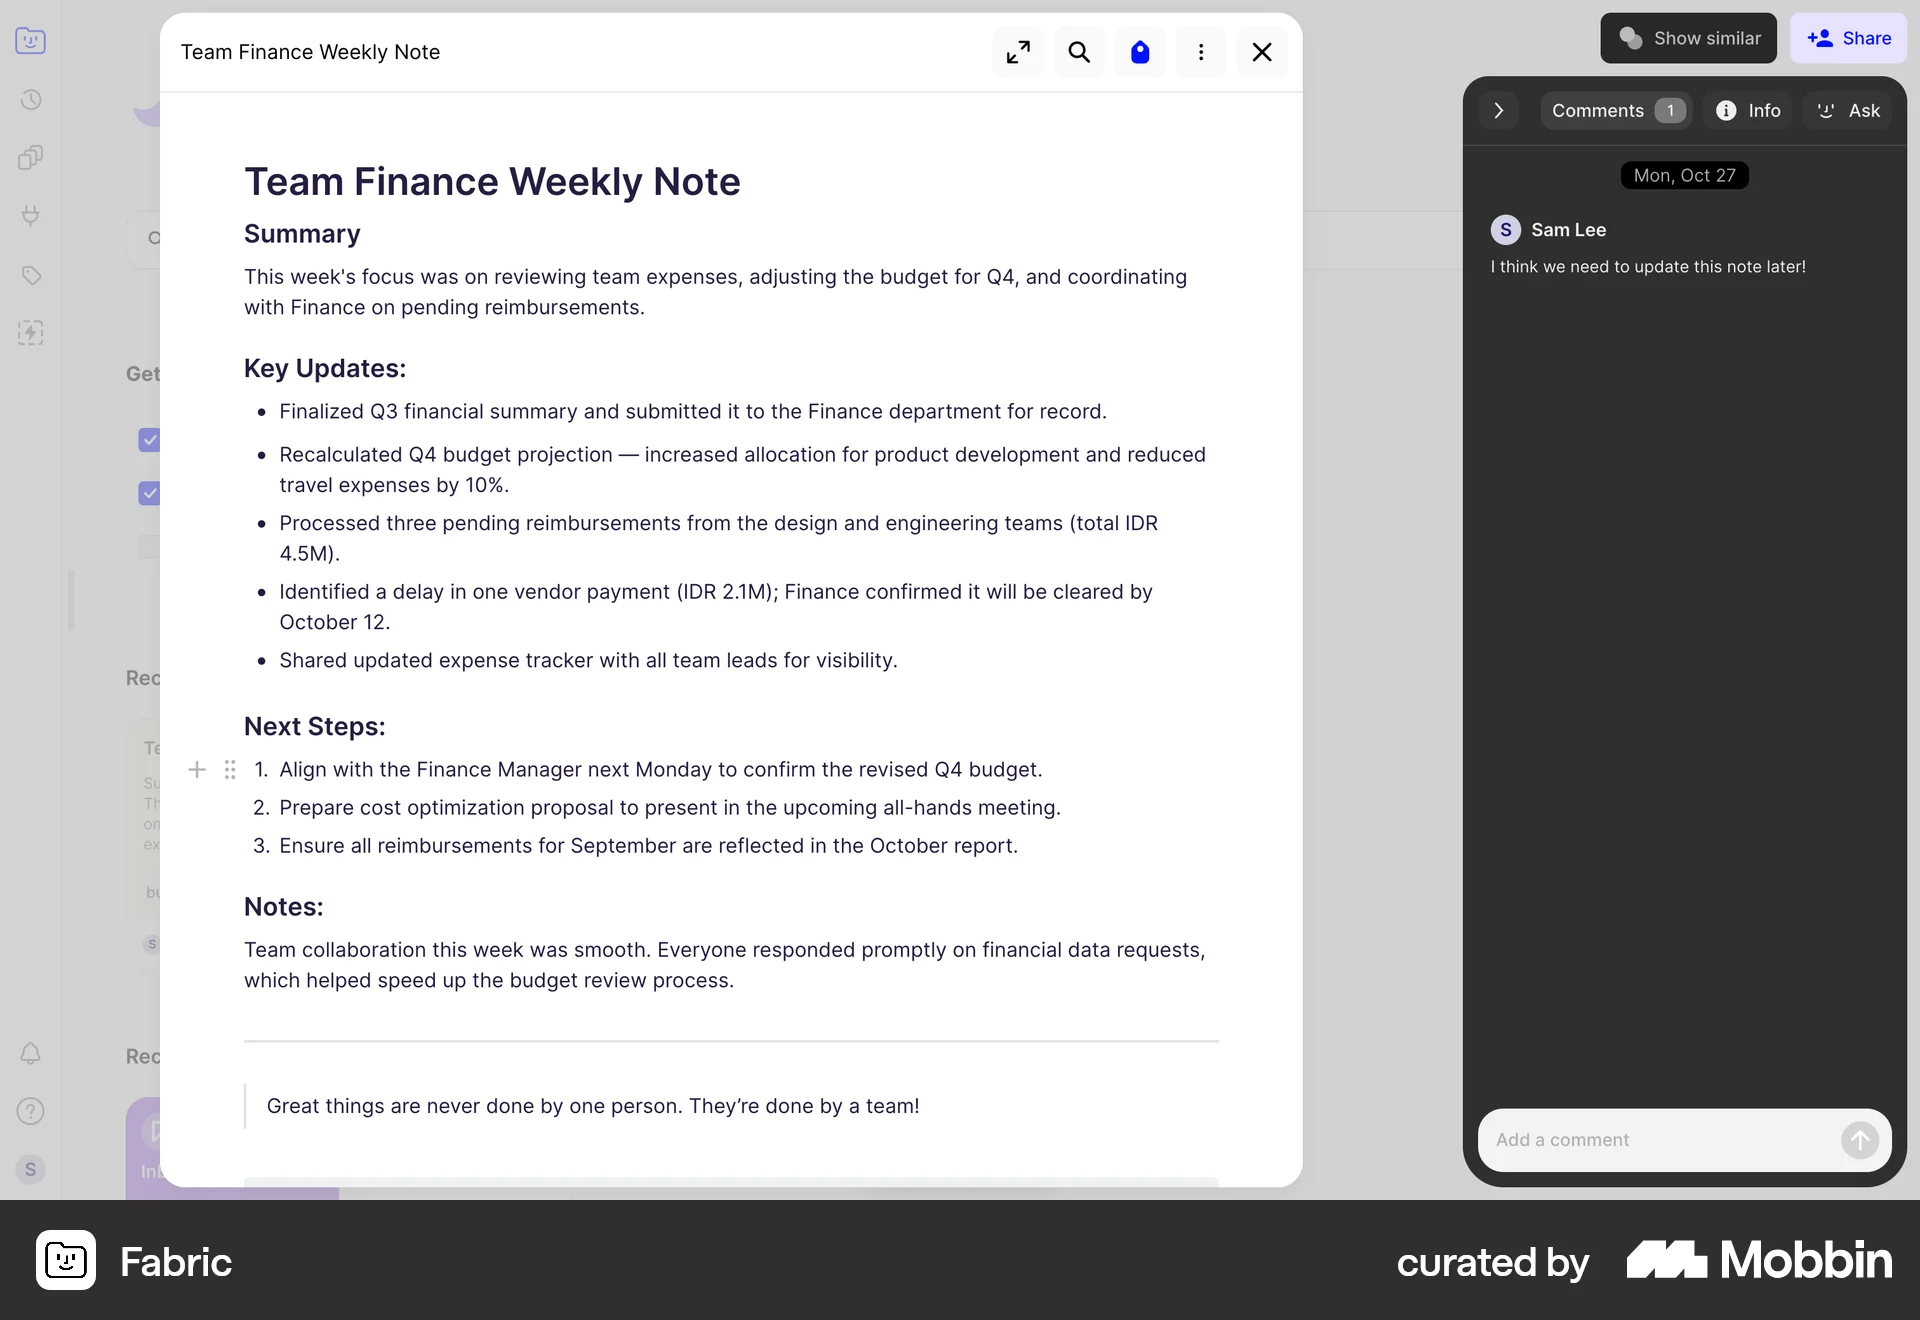 Team Finance Weekly Note
Show similar
Share
Team Finance Weekly Note
Summary
This week's focus was on reviewing team expenses, adjusting the budget for Q4, and coordinating
with Finance on pending reimbursements.
Key Updates:
• Finalized Q3 financial summary and submitted it to the Finance department for record.
• Recalculated Q4 budget projection — increased allocation for product development and reduced
travel expenses by 10%.
• Processed three pending reimbursements from the design and engineering teams (total IDR
4.5M).
• Identified a delay in one vendor payment (IDR 2.1M); Finance confirmed it will be cleared by
October 12.
• Shared updated expense tracker with all team leads for visibility.
Next Steps:
1. Align with the Finance Manager next Monday to confirm the revised Q4 budget.
2. Prepare cost optimization proposal to present in the upcoming all-hands meeting.
3. Ensure all reimbursements for September are reflected in the October report.
Notes:
Team collaboration this week was smooth. Everyone responded promptly on financial data requests,
which helped speed up the budget review process.
Great things are never done by one person. They’re done by a team!
Comments 1
Info
Ask
Mon, Oct 27
S Sam Lee
I think we need to update this note later!
Add a comment
Get
Rec
Te
Su
Th
on
ex
bu
S
Rec
Inb
S
Fabric
curated by Mobbin